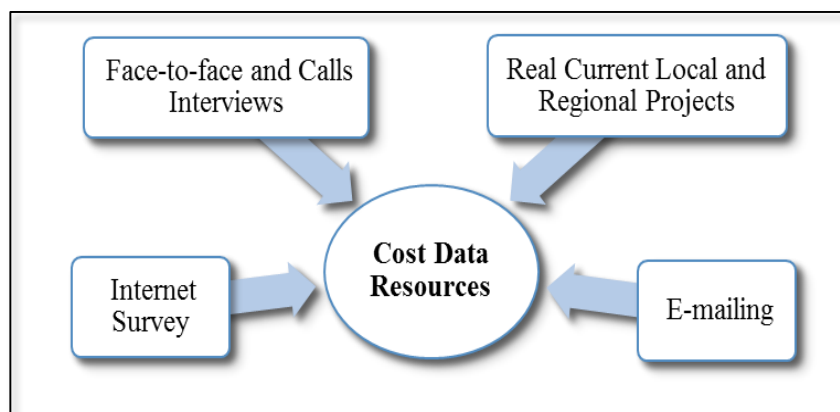 Face-to-face and Calls
Interviews
Real Current Local and
Regional Projects
Cost Data
Resources
Internet
Survey
E-mailing